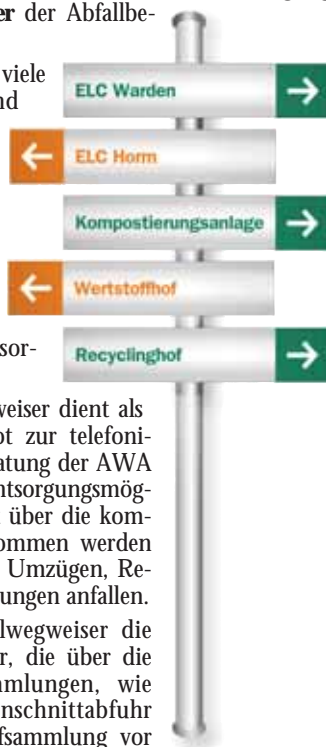 er der Abfallbe-
viele
nd
ELC Warden
ELC Horm
Kompostierungsanlage
Wertstoffhof
Recyclinghof
sor-
weiser dient als
ot zur telefoni-
atung der AWA
ntsorgungsmög-
über die kom-
ommen werden
Umzügen, Re-
ungen anfallen.
lwegweiser die
r, die über die
mmlungen, wie
nschnittabfuhr
fsammlung vor